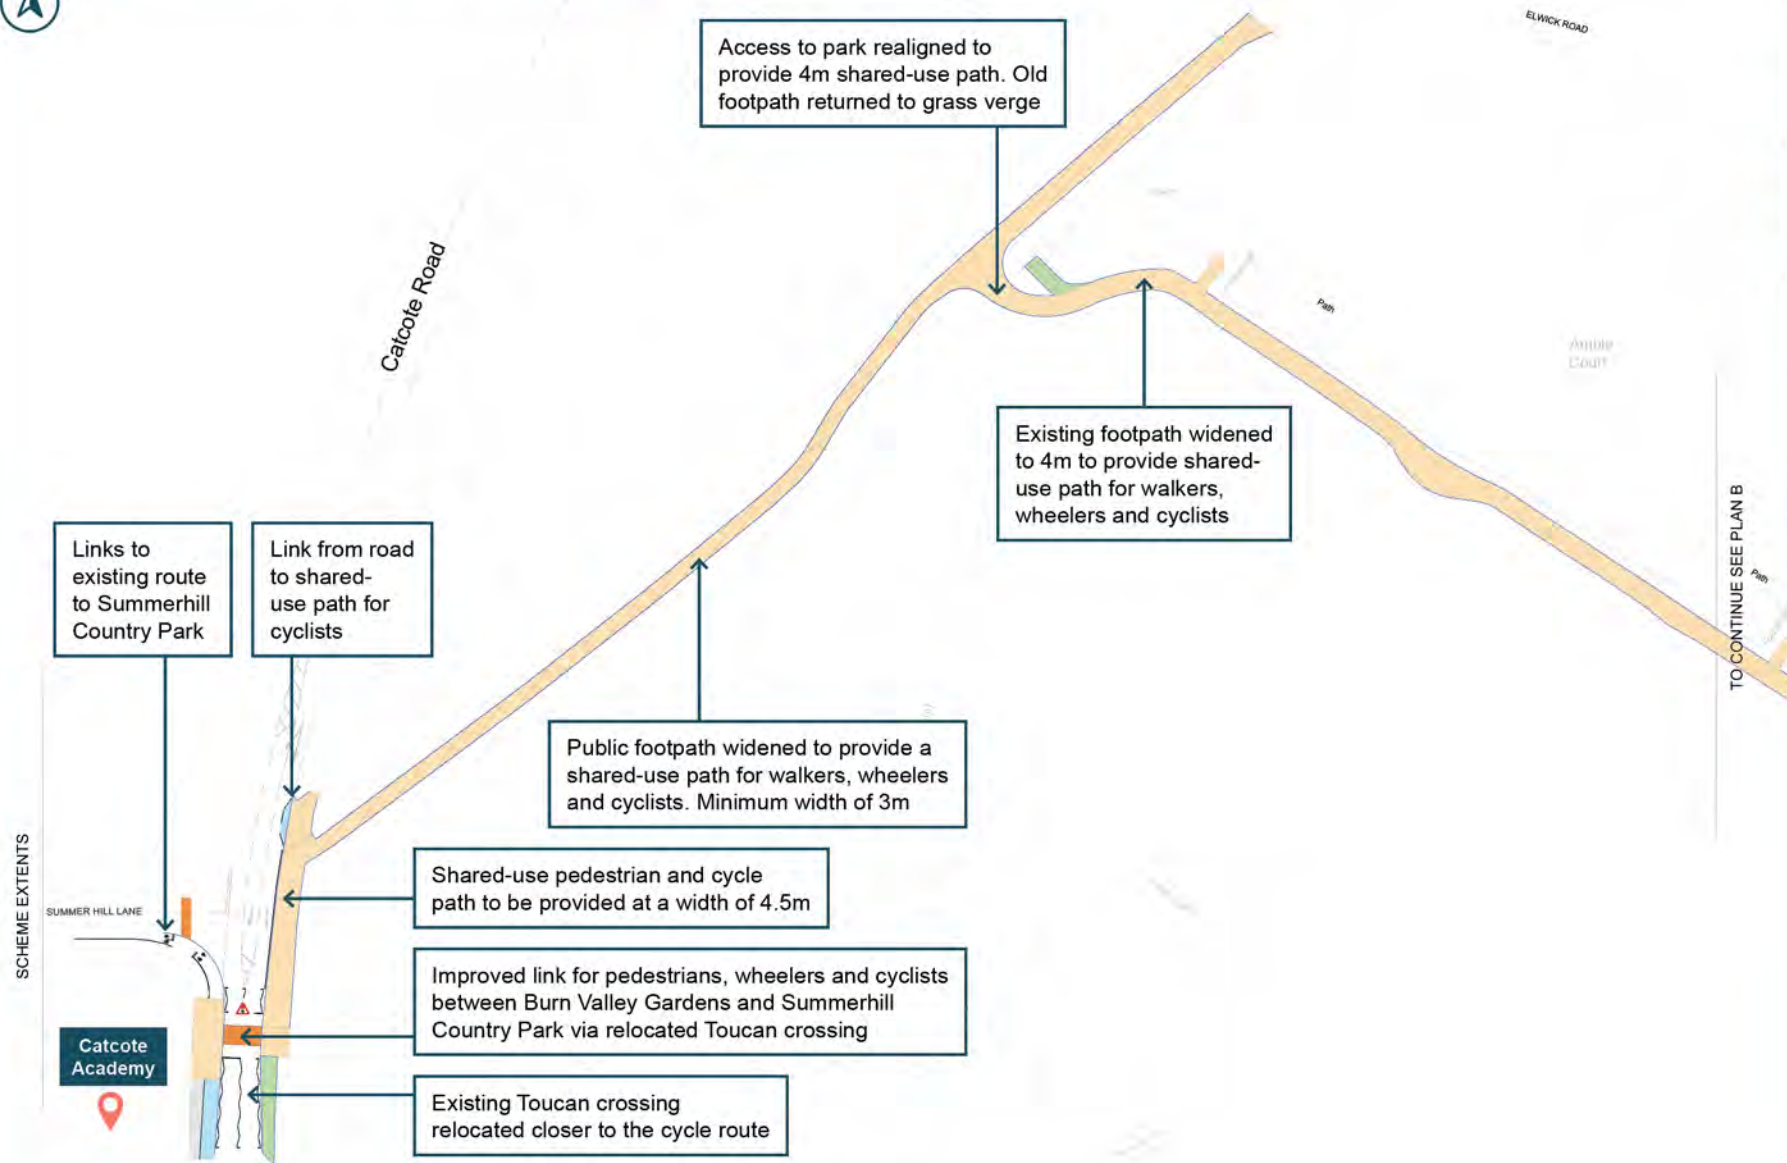 ELWICK ROAD
Access to park realigned to
provide 4m shared-use path. Old
footpath returned to grass verge
Catcote Road
Path
Existing footpath widened
to 4m to provide shared-
use path for walkers,
wheelers and cyclists
TO CONTINUE SEE PLAN B
Path
Links to
existing route
to Summerhill
Country Park
Link from road
to shared-
use path for
cyclists
Public footpath widened to provide a
shared-use path for walkers, wheelers
and cyclists. Minimum width of 3m
SCHEME EXTENTS
SUMMER HILL LANE
Shared-use pedestrian and cycle
path to be provided at a width of 4.5m
Improved link for pedestrians, wheelers and cyclists
between Burn Valley Gardens and Summerhill
Country Park via relocated Toucan crossing
Catcote
Academy
Existing Toucan crossing
relocated closer to the cycle route
Court